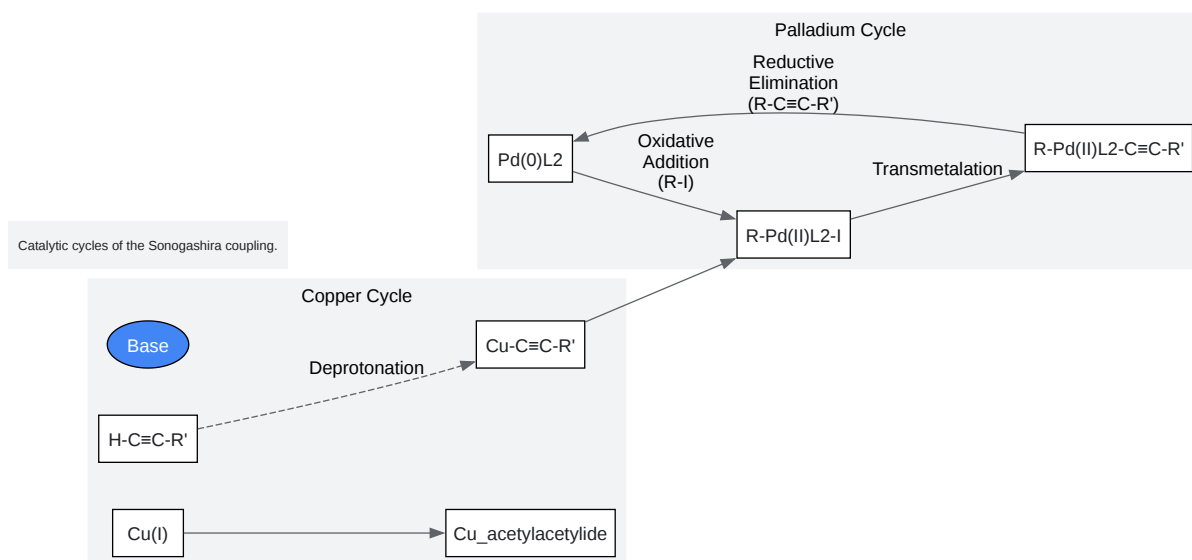 Palladium Cycle
Reductive
Elimination
(R-C≡C-R')
Pd(0)L2
Oxidative
Addition
(R-I)
Transmetalation
R-Pd(II)L2-C≡C-R'
R-Pd(II)L2-I
Catalytic cycles of the Sonogashira coupling.
Copper Cycle
Base
Cu-C≡C-R'
Deprotonation
H-C≡C-R'
Cu(I)
Cu_acetylacetylide